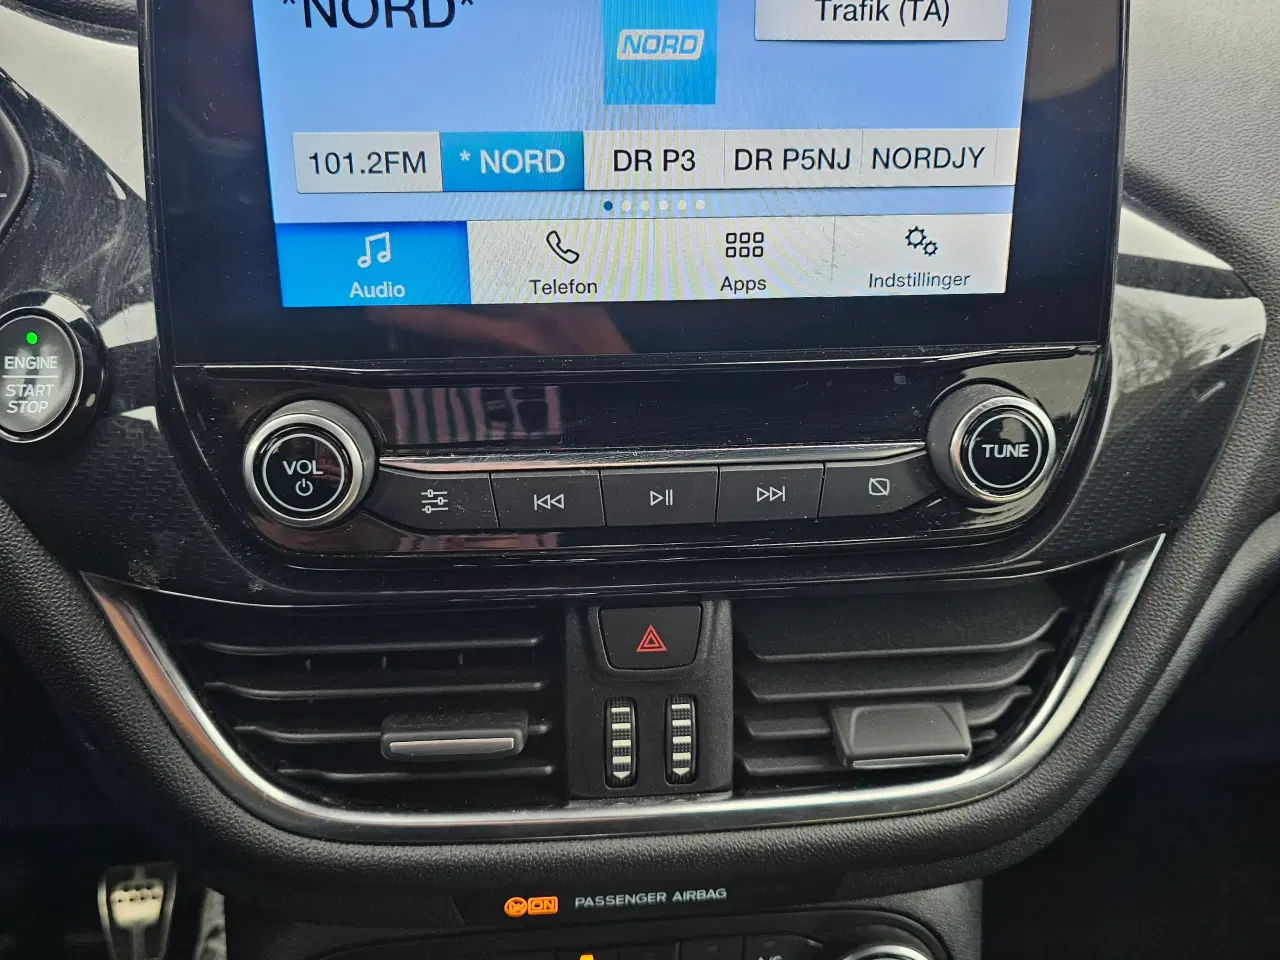 *NORD*
NORD
Trafik (TA)
101.2FM
* NORD
DR P3
DR P5NJ
NORDJY
Audio
Telefon
Apps
Indstillinger
ENGINE
START
STOP
VOL
TUNE
ON
PASSENGER AIRBAG